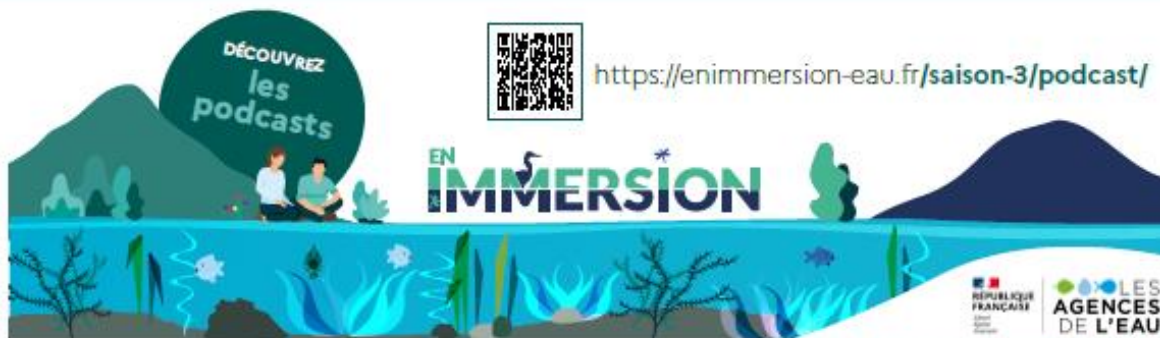 DÉCOUVREZ
les
podcasts
https://enimmersion-eau.fr/saison-3/podcast/
EN
IMMERSION
RÉPUBLIQUE
FRANÇAISE
LES
AGENCES
DE L'EAU